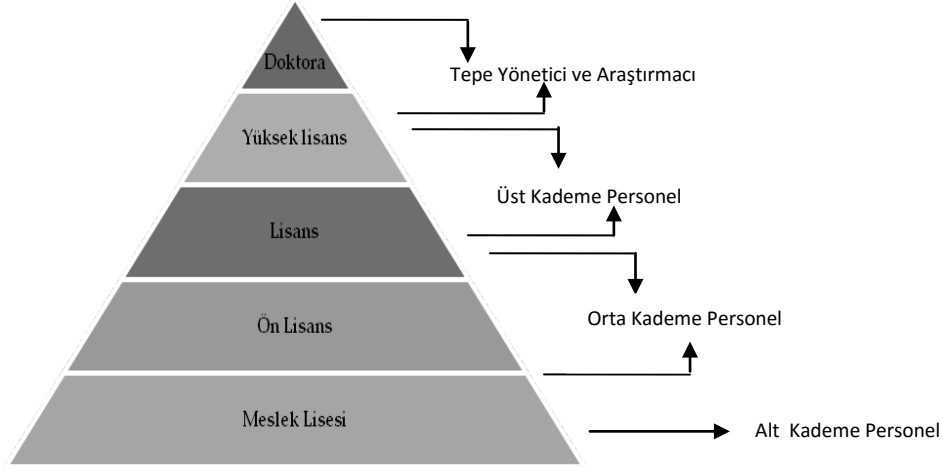 Doktora
Tepe Yönetici ve Araştırmacı
Yüksek lisans
Üst Kademe Personel
Lisans
Orta Kademe Personel
Ön Lisans
Meslek Lisesi
Alt Kademe Personel